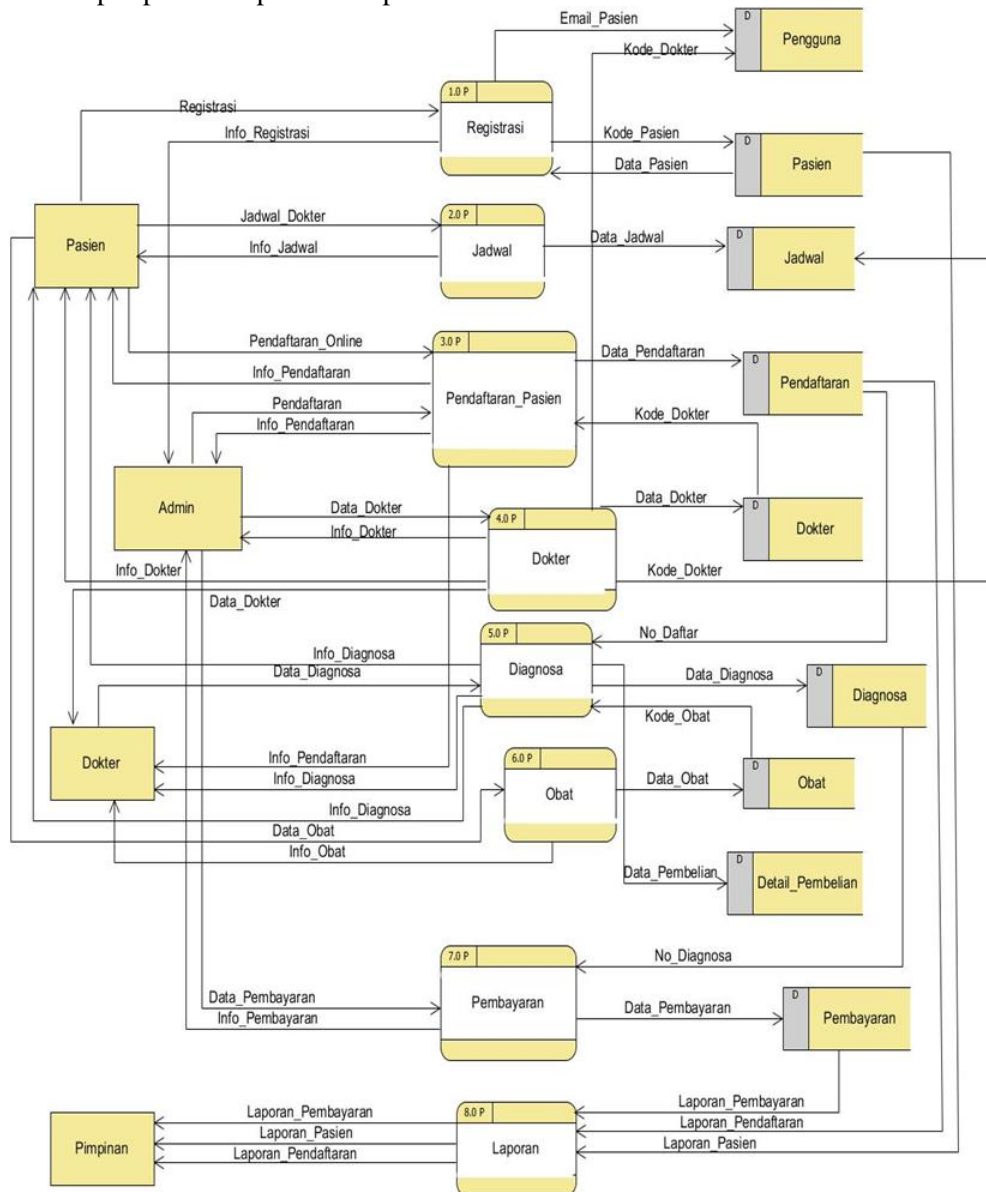 Email_Pasien
D
Pengguna
Kode_Dokter
1.0 P
Registrasi
Registrasi
Info_Registrasi
Kode_Pasien
Data_Pasien
D
Pasien
Pasien
Jadwal_Dokter
Info_Jadwal
2.0 P
Jadwal
Data_Jadwal
D
Jadwal
Pendaftaran_Online
Info_Pendaftaran
Pendaftaran
Info_Pendaftaran
3.0 P
Pendaftaran_Pasien
Data_Pendaftaran
D
Pendaftaran
Kode_Dokter
Admin
Data_Dokter
Info_Dokter
4.0 P
Dokter
Data_Dokter
D
Dokter
Info_Dokter
Data_Dokter
Kode_Dokter
5.0 P
Diagnosa
No_Daftar
Info_Diagnosa
Data_Diagnosa
Data_Diagnosa
D
Diagnosa
Kode_Obat
Dokter
Info_Pendaftaran
Info_Diagnosa
Info_Diagnosa
Data_Obat
Info_Obat
6.0 P
Obat
Data_Obat
D
Obat
Data_Pembelian
D
Detail_Pembelian
7.0 P
Pembayaran
No_Diagnosa
Data_Pembayaran
Info_Pembayaran
Data_Pembayaran
D
Pembayaran
Pimpinan
Laporan_Pembayaran
Laporan_Pasien
Laporan_Pendaftaran
8.0 P
Laporan
Laporan_Pembayaran
Laporan_Pendaftaran
Laporan_Pasien